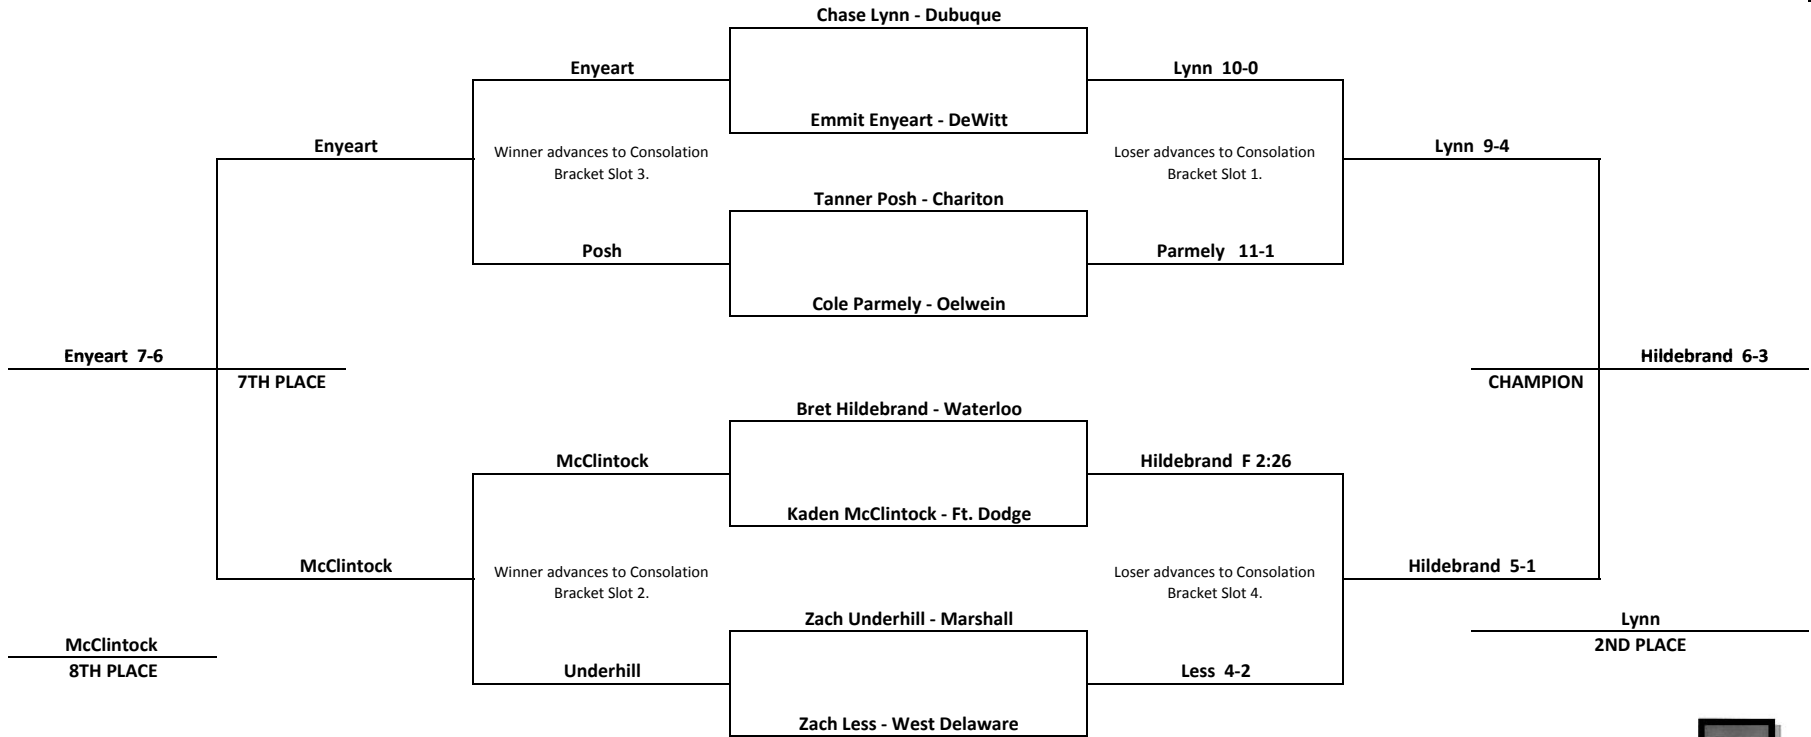 Chase Lynn - Dubuque
Enyeart
Lynn  10-0
Emmit Enyeart - DeWitt
Enyeart
Winner advances to Consolation
Bracket Slot 3.
Loser advances to Consolation
Bracket Slot 1.
Lynn  9-4
Tanner Posh - Chariton
Posh
Parmely   11-1
Cole Parmely - Oelwein
Enyeart  7-6
7TH PLACE
Hildebrand  6-3
CHAMPION
Bret Hildebrand - Waterloo
McClintock
Hildebrand  F 2:26
Kaden McClintock - Ft. Dodge
McClintock
Winner advances to Consolation
Bracket Slot 2.
Loser advances to Consolation
Bracket Slot 4.
Hildebrand  5-1
Zach Underhill - Marshall
McClintock
8TH PLACE
Lynn
2ND PLACE
Underhill
Less  4-2
Zach Less - West Delaware